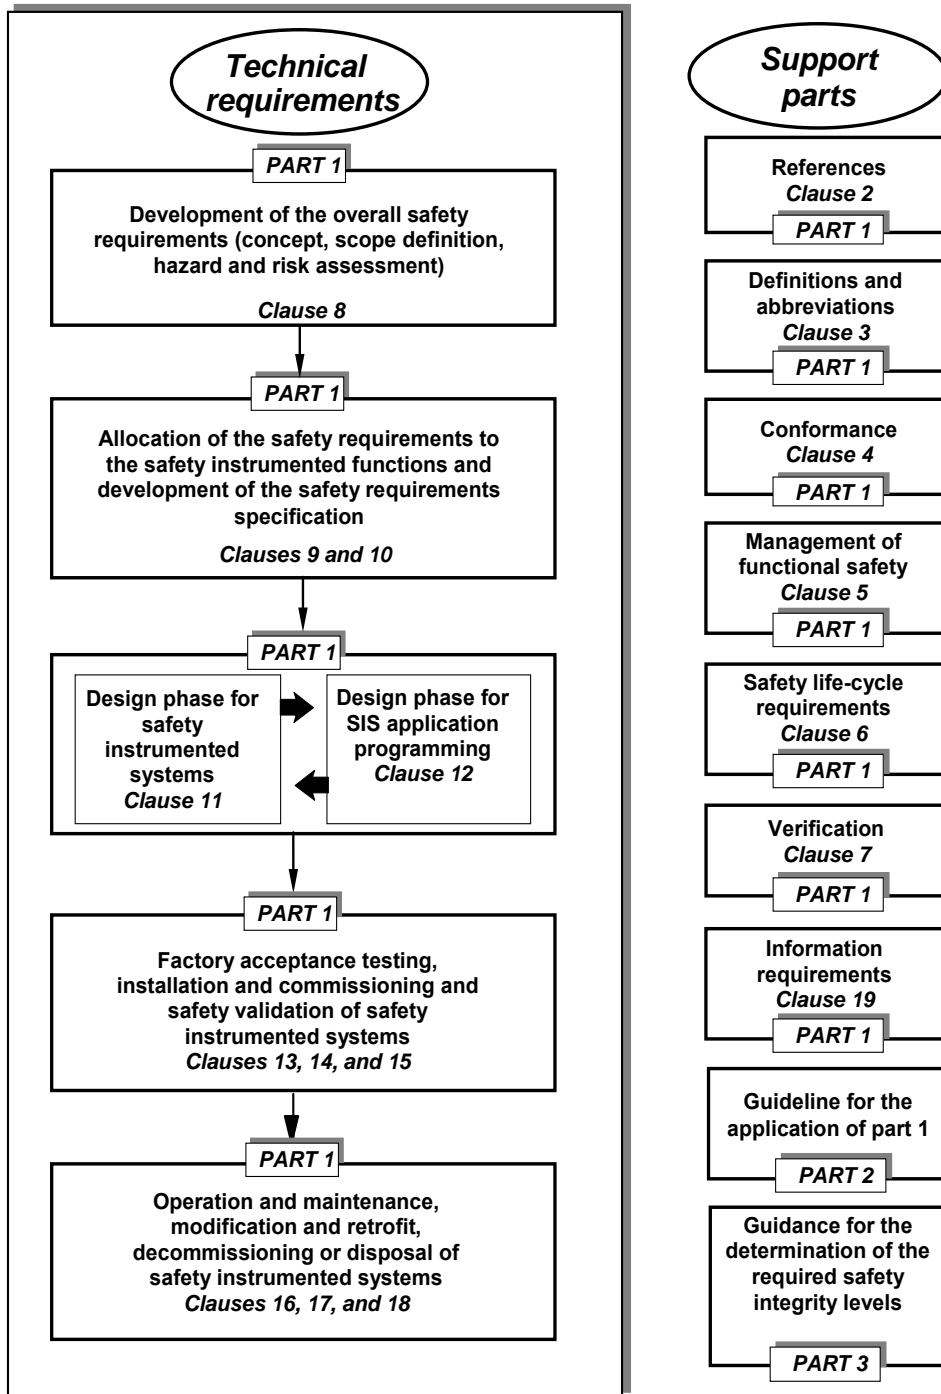 Technical
requirements
PART 1
Development of the overall safety
requirements (concept, scope definition,
hazard and risk assessment)
Clause 8
PART 1
Allocation of the safety requirements to
the safety instrumented functions and
development of the safety requirements
specification
Clauses 9 and 10
PART 1
Design phase for
safety
instrumented
systems
Clause 11
Design phase for
SIS application
programming
Clause 12
PART 1
Factory acceptance testing,
installation and commissioning and
safety validation of safety
instrumented systems
Clauses 13, 14, and 15
PART 1
Operation and maintenance,
modification and retrofit,
decommissioning or disposal of
safety instrumented systems
Clauses 16, 17, and 18
Support
parts
References
Clause 2
PART 1
Definitions and
abbreviations
Clause 3
PART 1
Conformance
Clause 4
PART 1
Management of
functional safety
Clause 5
PART 1
Safety life-cycle
requirements
Clause 6
PART 1
Verification
Clause 7
PART 1
Information
requirements
Clause 19
PART 1
Guideline for the
application of part 1
PART 2
Guidance for the
determination of the
required safety
integrity levels
PART 3